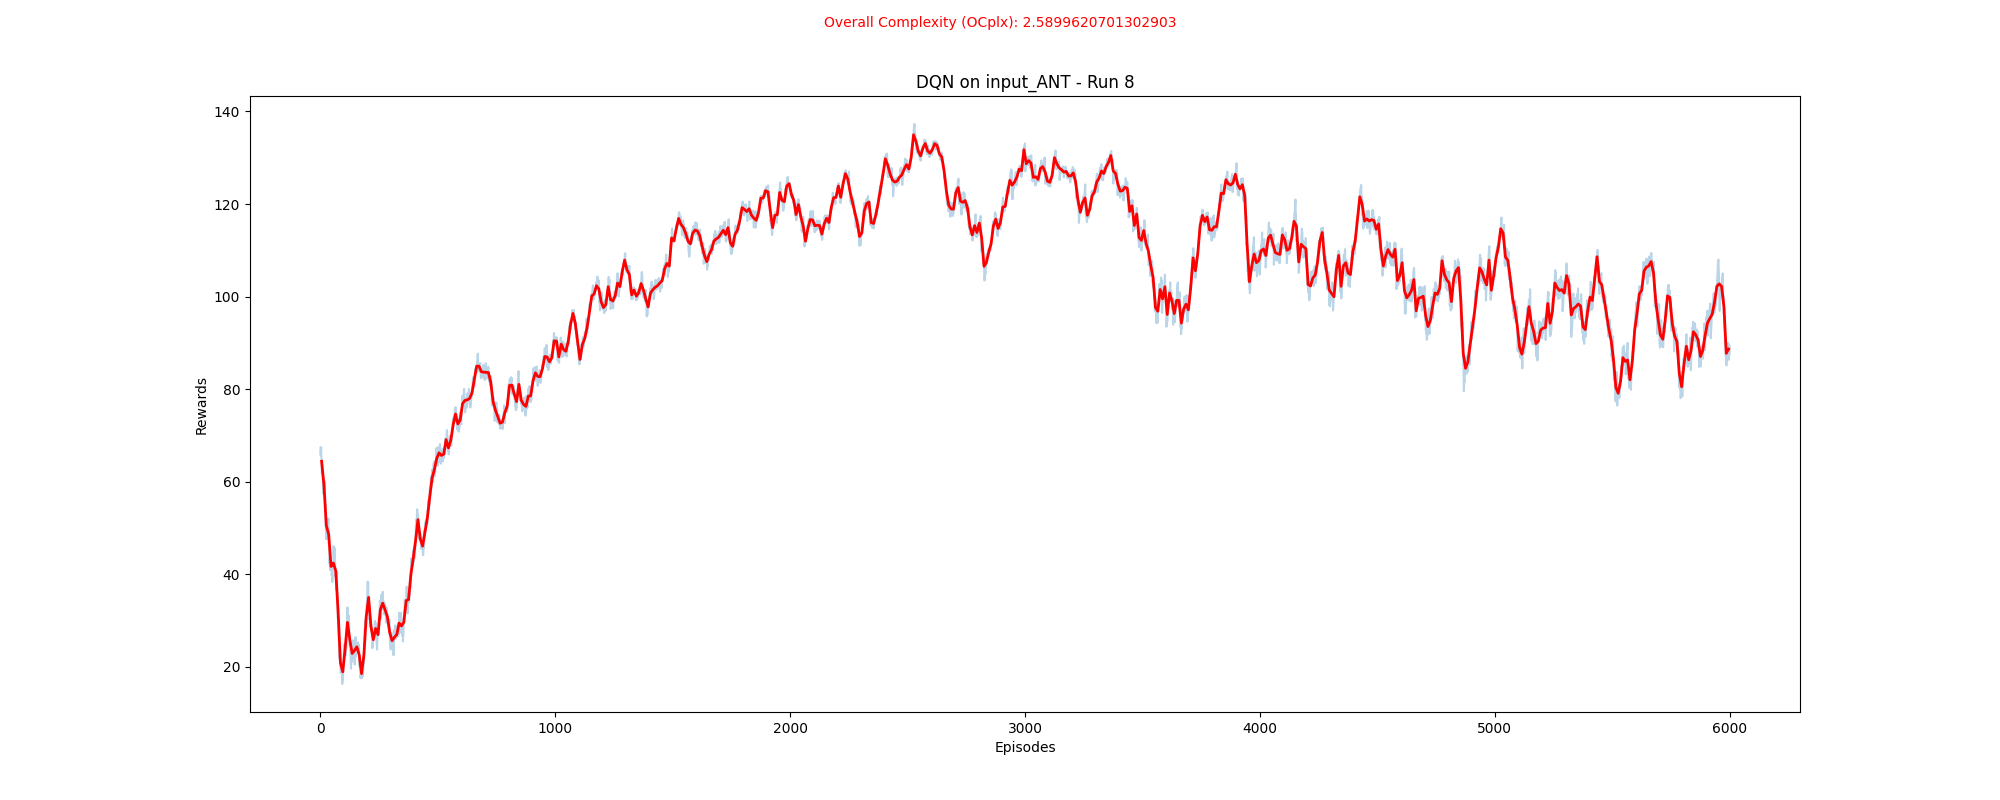 Overall Complexity (OCplx): 2.5899620701302903
DQN on input_ANT - Run 8
140
120
100
80
60
40
20
Rewards
0 1000 2000 3000 4000 5000 6000
Episodes